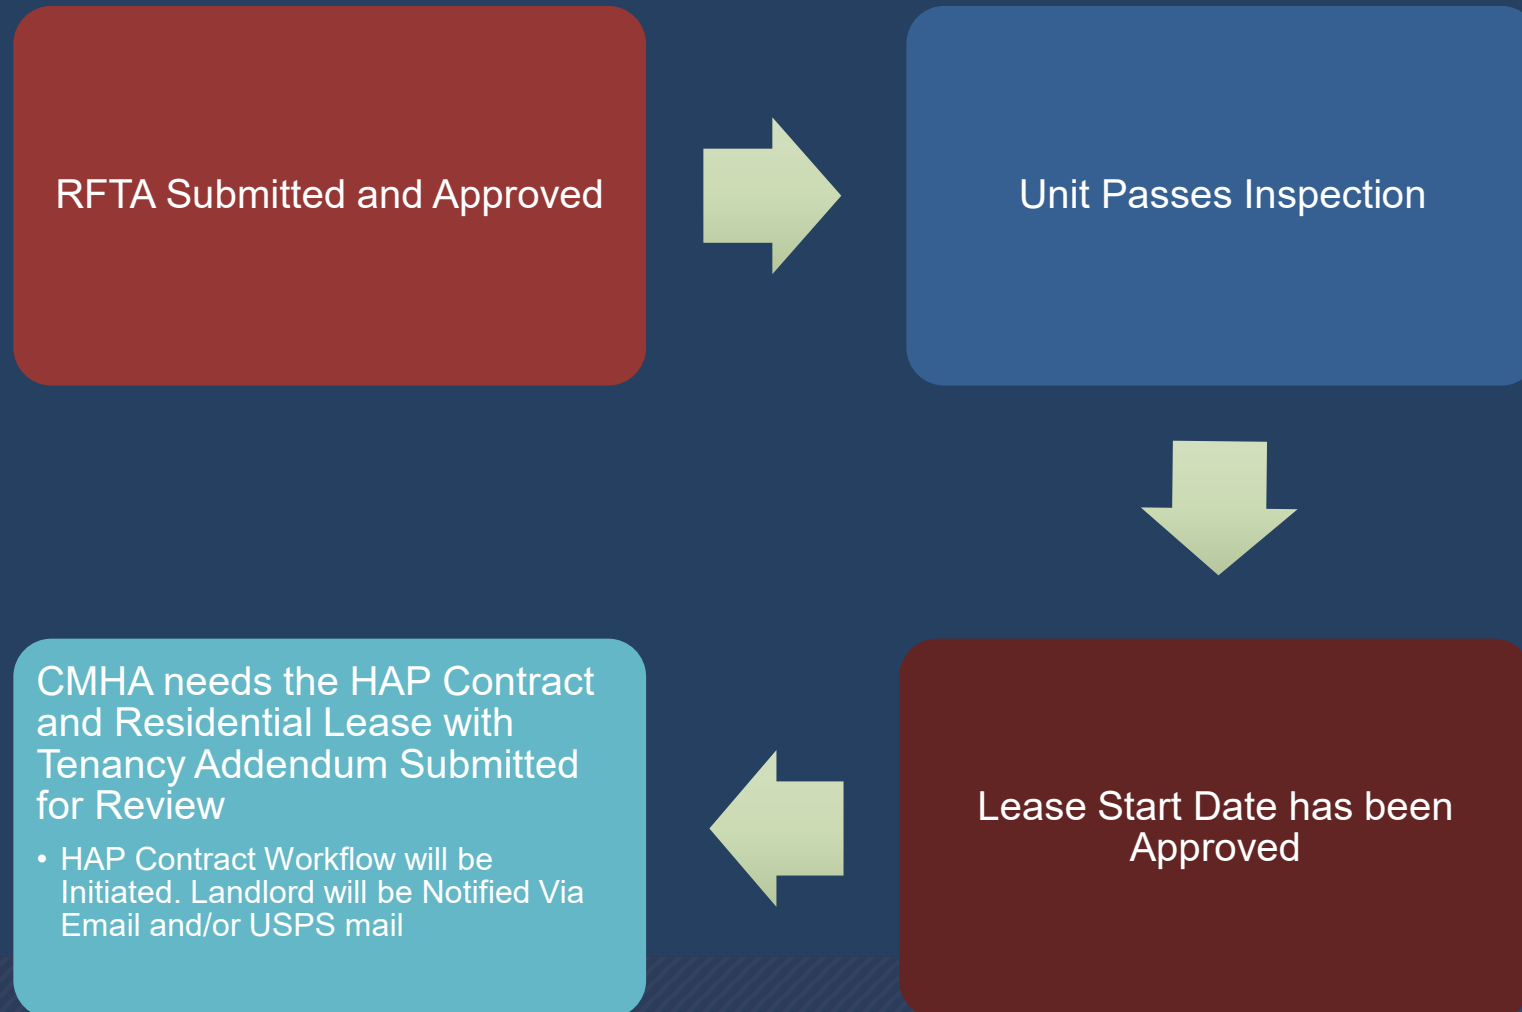 RFTA Submitted and Approved
Unit Passes Inspection
Lease Start Date has been
Approved
CMHA needs the HAP Contract
and Residential Lease with
Tenancy Addendum Submitted
for Review
• HAP Contract Workflow will be
Initiated. Landlord will be Notified Via
Email and/or USPS mail